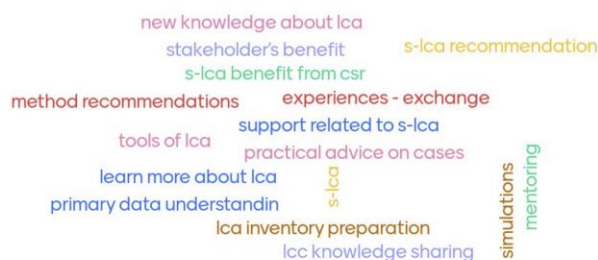 new knowledge about lca
stakeholder's benefit
s-lca recommendation
s-lca benefit from csr
method recommendations
experiences - exchange
support related to s-lca
tools of lca
practical advice on cases
learn more about lca
s-lca
simulations
mentoring
primary data understandin
lca inventory preparation
lcc knowledge sharing